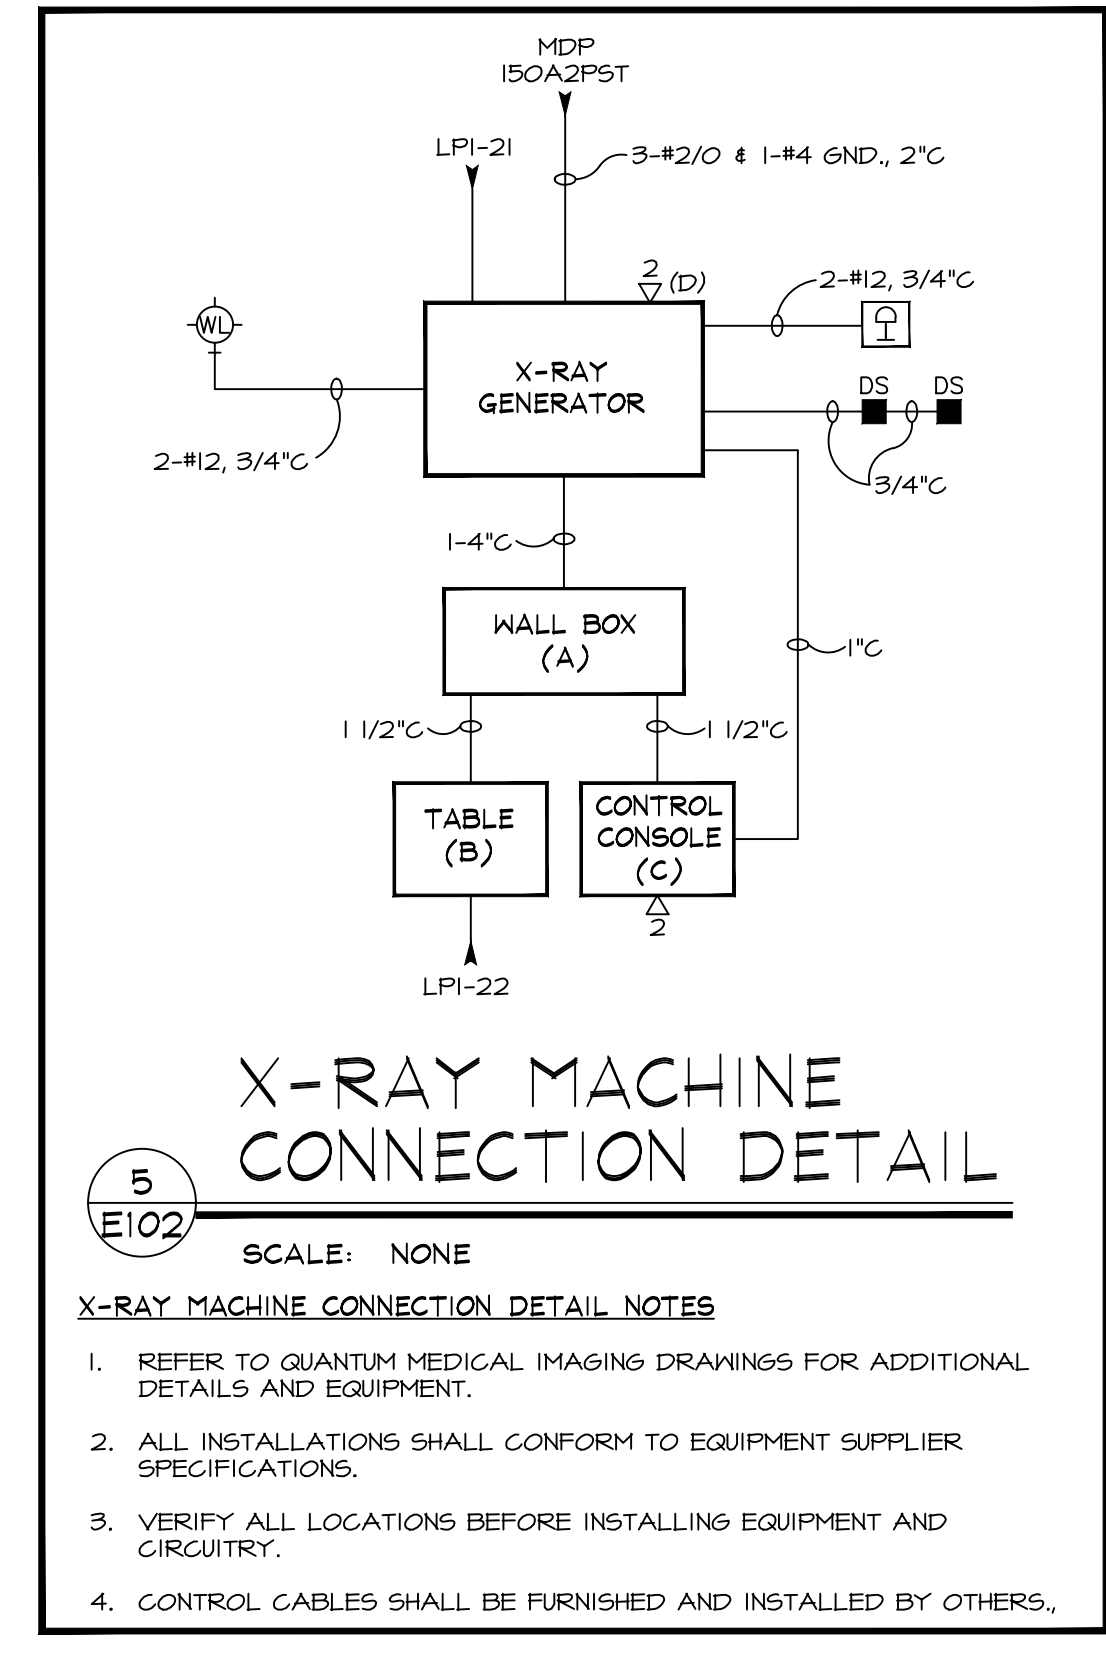 MDP
150A2PST
LP1-21
3-#2/0 & 1-#4 GND., 2"C
2 (D)
2-#12, 3/4"C
WL
X-RAY
GENERATOR
DS DS
2-#12, 3/4"C
3/4"C
1-4"C
WALL BOX
(A)
1"C
1 1/2"C
1 1/2"C
TABLE
(B)
CONTROL
CONSOLE
(C)
2
LP1-22
X-RAY MACHINE
CONNECTION DETAIL
5
E102
SCALE: NONE
X-RAY MACHINE CONNECTION DETAIL NOTES
1. REFER TO QUANTUM MEDICAL IMAGING DRAWINGS FOR ADDITIONAL
DETAILS AND EQUIPMENT.
2. ALL INSTALLATIONS SHALL CONFORM TO EQUIPMENT SUPPLIER
SPECIFICATIONS.
3. VERIFY ALL LOCATIONS BEFORE INSTALLING EQUIPMENT AND
CIRCUITRY.
4. CONTROL CABLES SHALL BE FURNISHED AND INSTALLED BY OTHERS.,